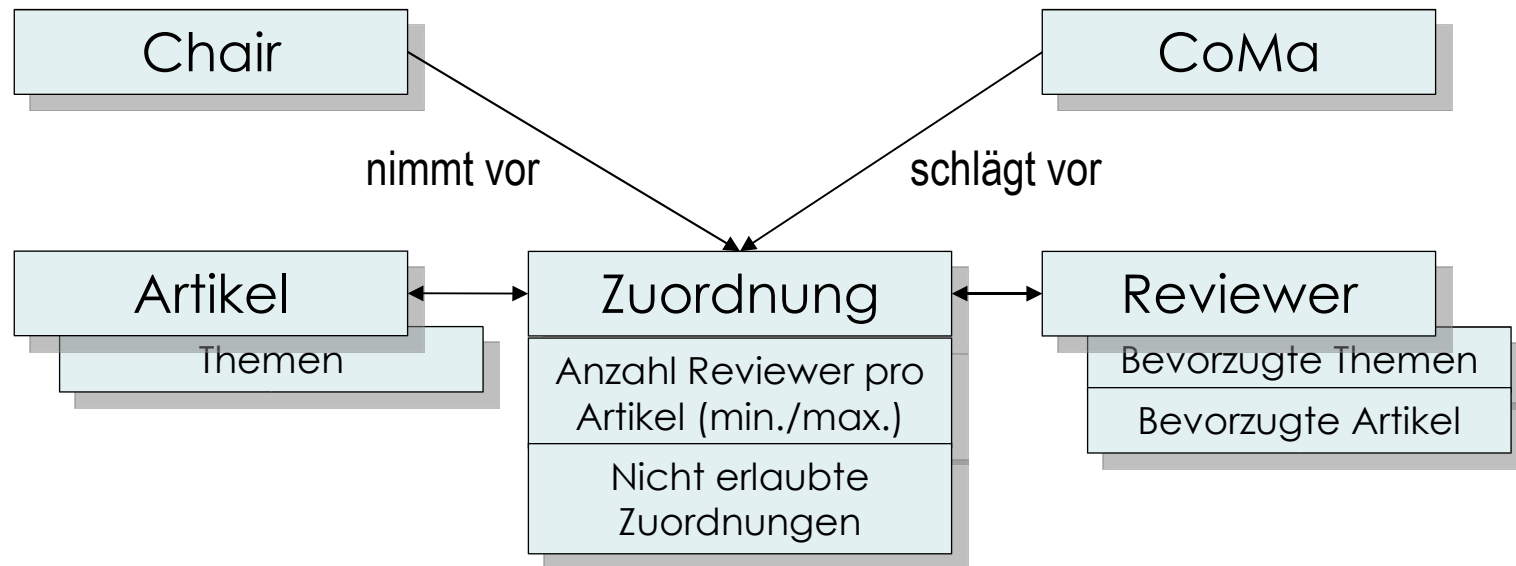 Chair
CoMa
nimmt vor
schlägt vor
Artikel
Zuordnung
Reviewer
Themen
Anzahl Reviewer pro
Artikel (min./max.)
Nicht erlaubte
Zuordnungen
Bevorzugte Themen
Bevorzugte Artikel